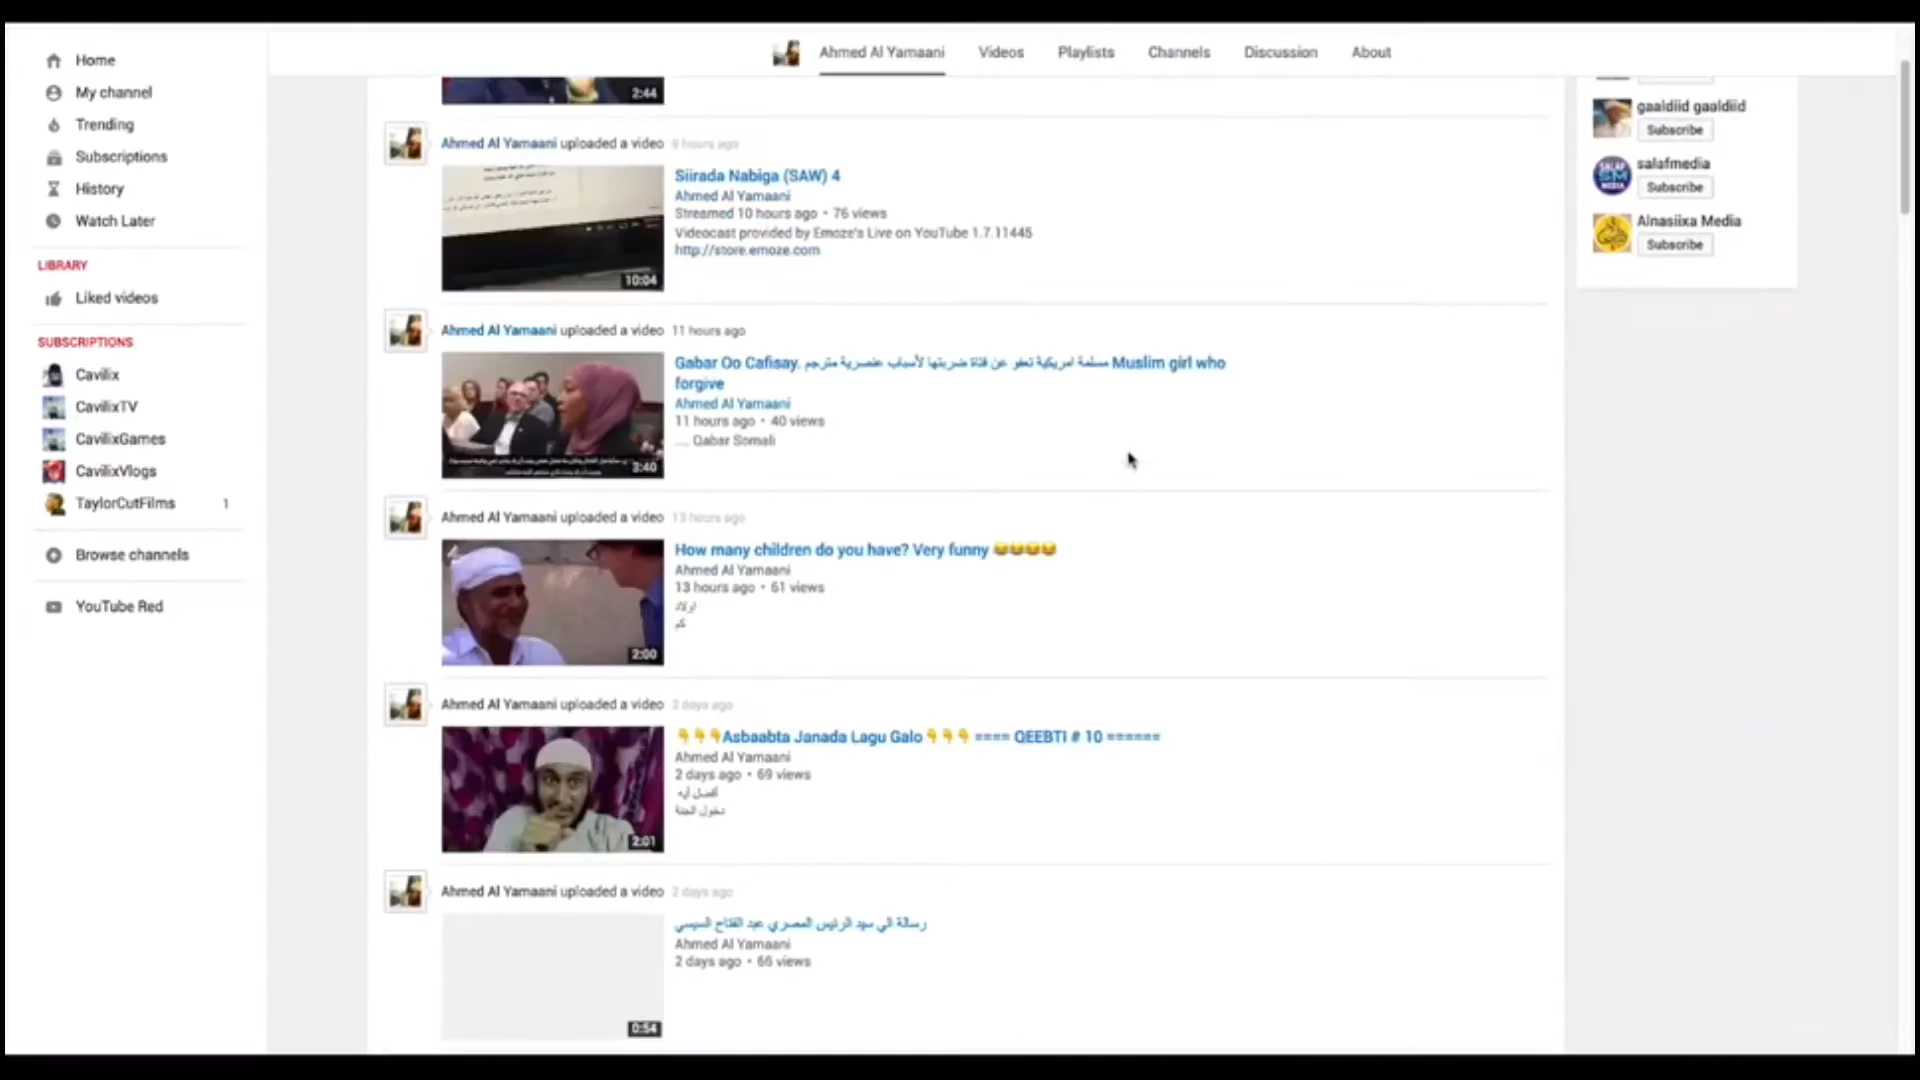 Home
My channel
Trending
Subscriptions
History
Watch Later
LIBRARY
Liked videos
SUBSCRIPTIONS
Cavilix
CavilixTV
CavilixGames
CavilixVlogs
TaylorCutFilms 1
Browse channels
YouTube Red
Ahmed Al Yamaani Videos Playlists Channels Discussion About
2:44
Ahmed Al Yamaani uploaded a video 9 hours ago
Siirada Nabiga (SAW) 4
Ahmed Al Yamaani
Streamed 10 hours ago • 76 views
Videocast provided by Emoze's Live on YouTube 1.7.11445
http://store.emoze.com
10:04
Ahmed Al Yamaani uploaded a video 11 hours ago
Gabar Oo Cafisay. مسلمة امريكية تعفو عن فتاة ضربتها لأسباب عنصرية مترجم Muslim girl who
forgive
Ahmed Al Yamaani
11 hours ago • 40 views
.... Qabar Somali
3:40
Ahmed Al Yamaani uploaded a video 13 hours ago
How many children do you have? Very funny 😂😂😂😂
Ahmed Al Yamaani
13 hours ago • 61 views
اولاد
كم
2:00
Ahmed Al Yamaani uploaded a video 2 days ago
👇👇👇Asbaabta Janada Lagu Galo👇👇👇 ==== QEEBTI # 10 ======
Ahmed Al Yamaani
2 days ago • 69 views
أفضل أيه
دخول الجنة
2:01
Ahmed Al Yamaani uploaded a video 2 days ago
رسالة الي سيد الرئيس المصري عبد الفتاح السيسي
Ahmed Al Yamaani
2 days ago • 66 views
0:54
gaaldiid gaaldiid
Subscribe
SALAF
SM
MEDIA
salafmedia
Subscribe
Alnasiixa Media
Subscribe